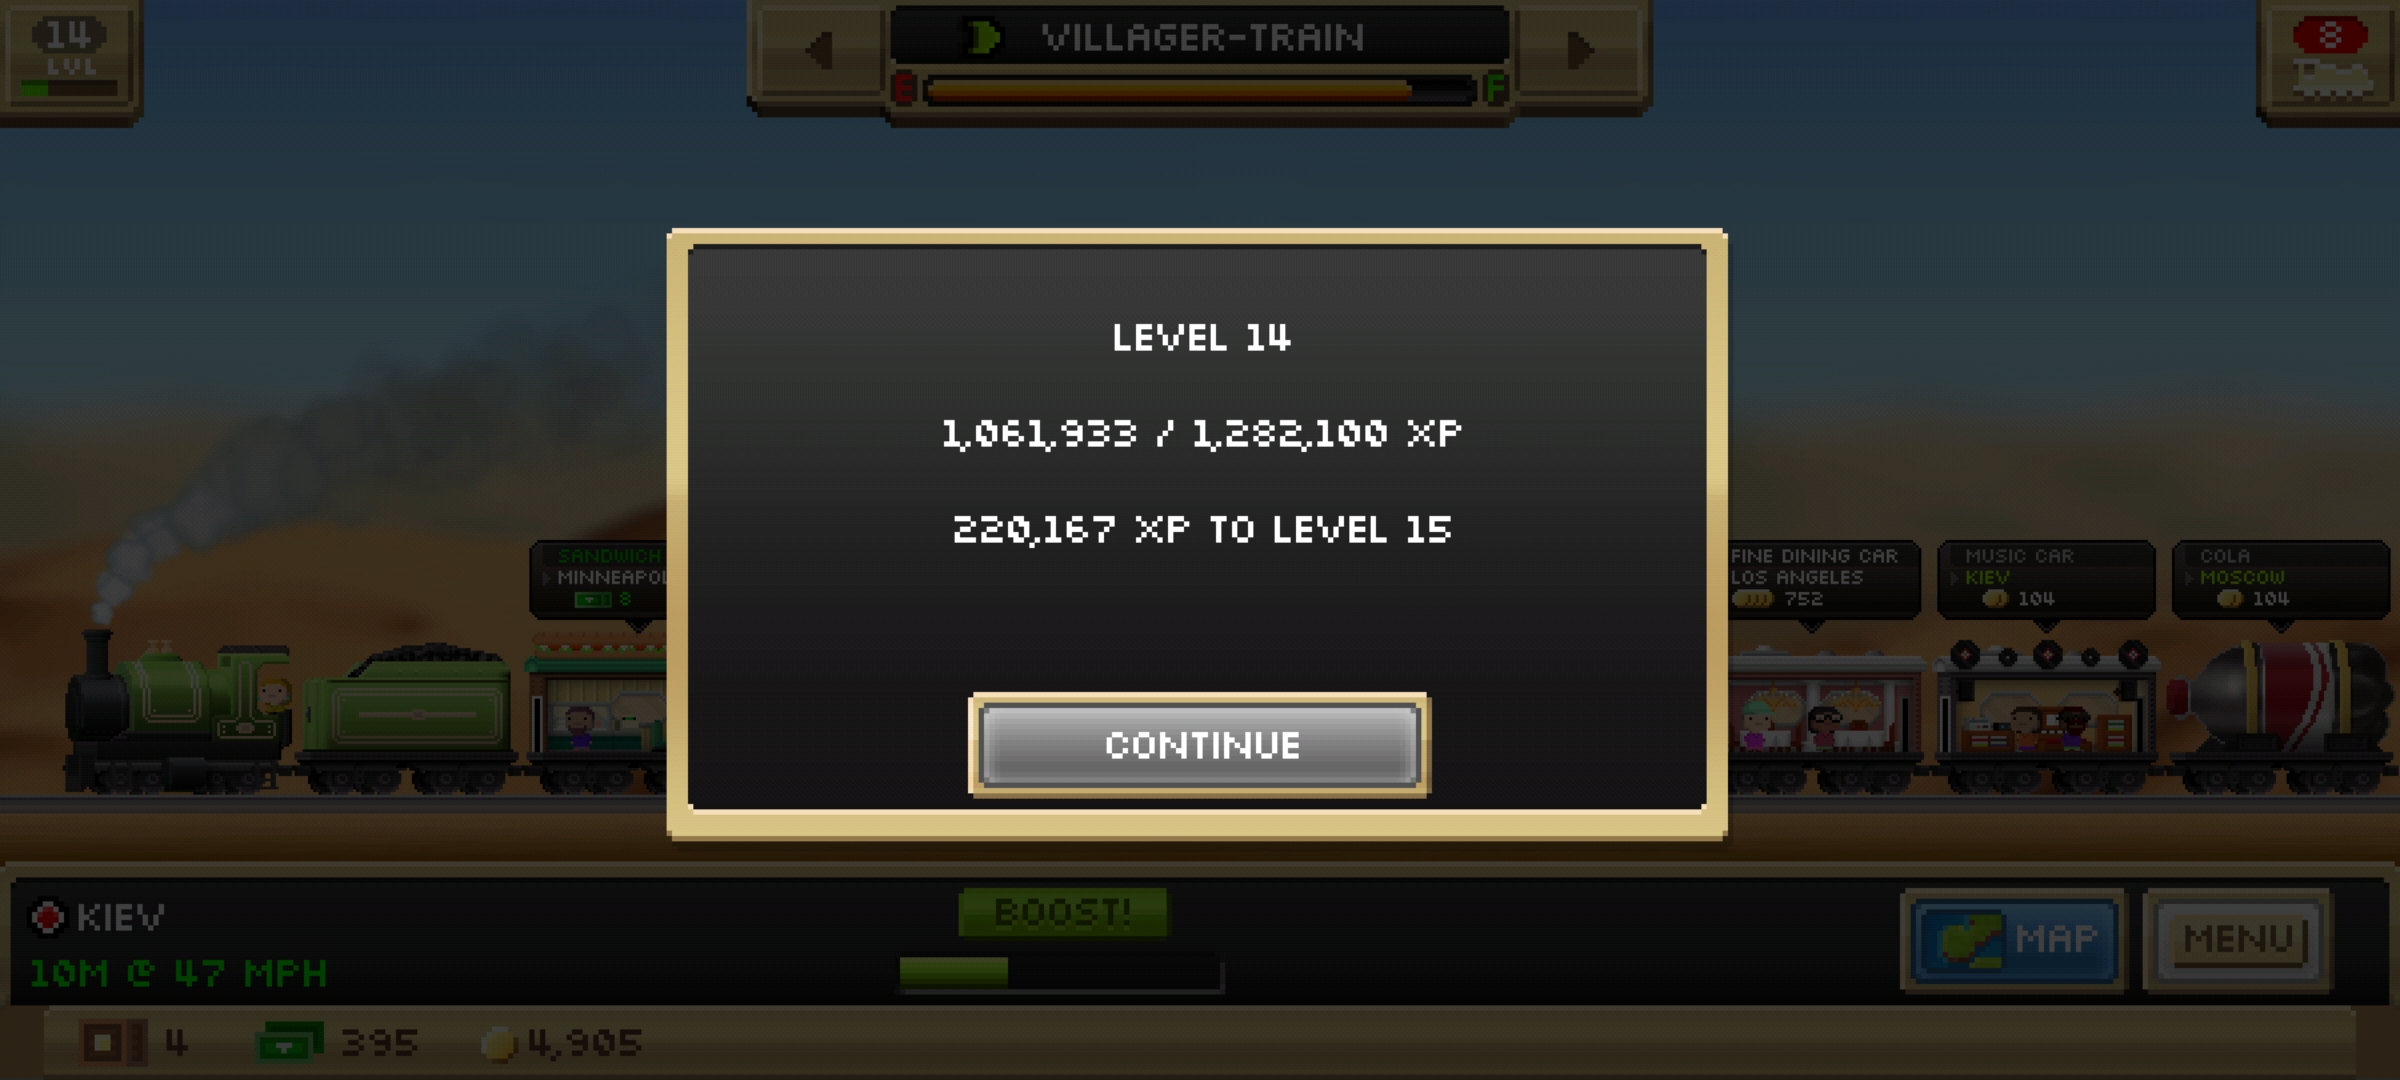 14
LVL
VILLAGER-TRAIN
E
F
8
LEVEL 14
1,061,933 / 1,282,100 XP
220,167 XP TO LEVEL 15
CONTINUE
SANDWICH
MINNEAPOL
8
FINE DINING CAR
LOS ANGELES
752
MUSIC CAR
KIEV
104
COLA
MOSCOW
104
KIEV
10M @ 47 MPH
BOOST!
MAP
MENU
4
395
4,905